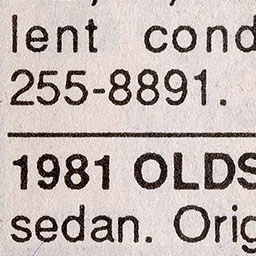 lent cond
255-8891.
1981 OLDS
sedan. Orig